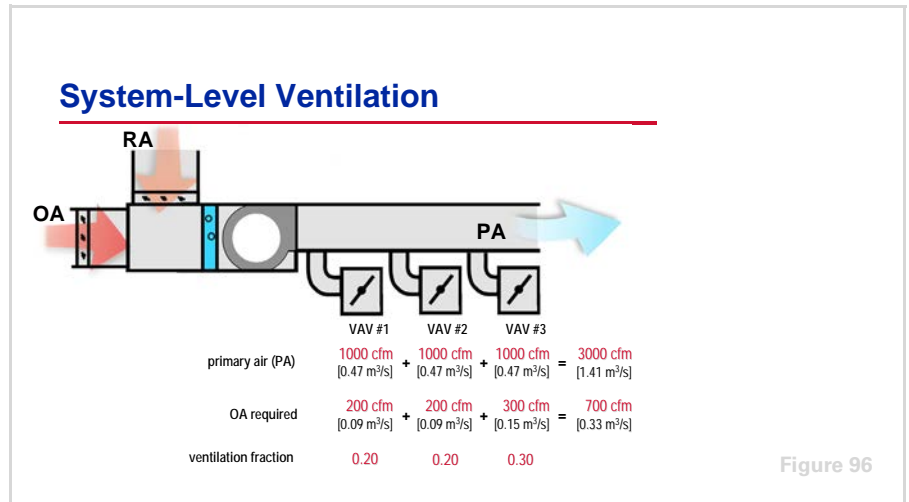 System-Level Ventilation
RA
OA
PA
VAV #1 VAV #2 VAV #3
primary air (PA) 1000 cfm + 1000 cfm + 1000 cfm = 3000 cfm
[0.47 m³/s] [0.47 m³/s] [0.47 m³/s] [1.41 m³/s]
OA required 200 cfm + 200 cfm + 300 cfm = 700 cfm
[0.09 m³/s] [0.09 m³/s] [0.15 m³/s] [0.33 m³/s]
ventilation fraction 0.20 0.20 0.30
Figure 96